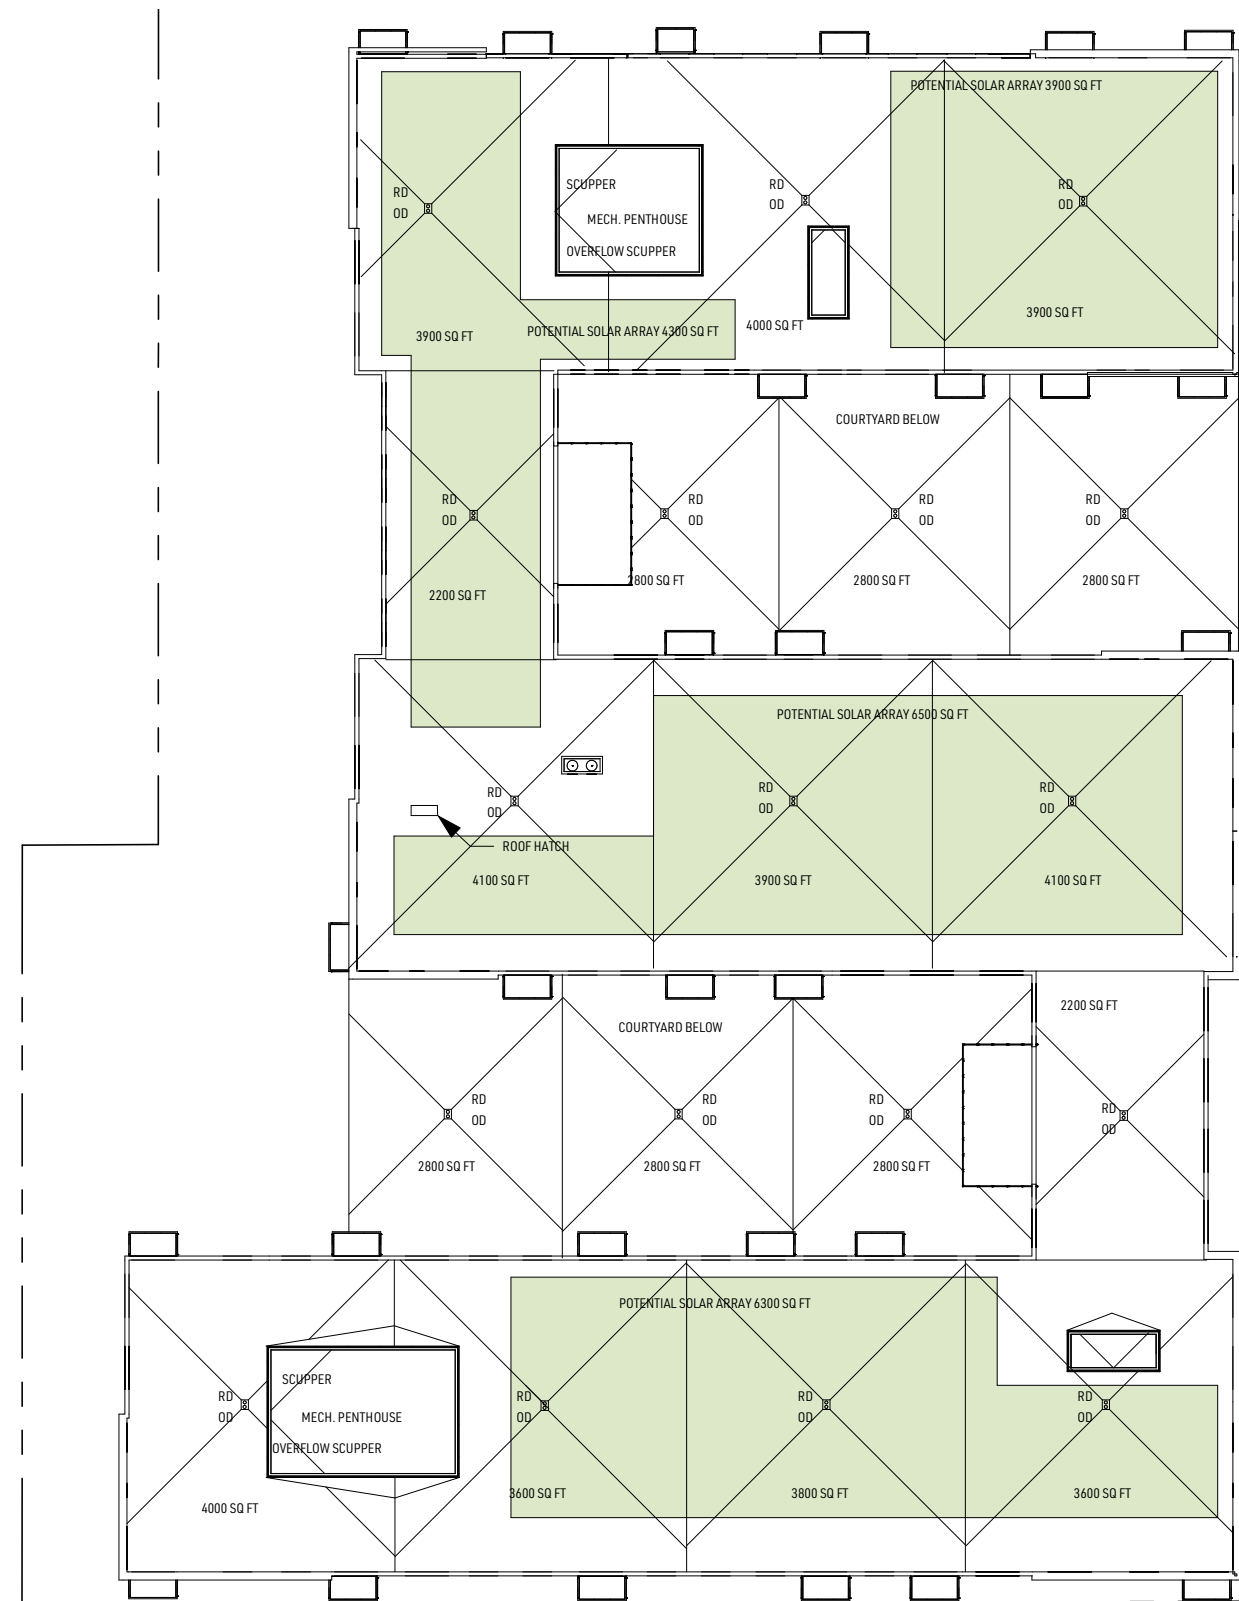 POTENTIAL SOLAR ARRAY 3900 SQ FT
SCUPPER
MECH. PENTHOUSE
OVERFLOW SCUPPER
RD
OD
RD
OD
RD
OD
3900 SQ FT
POTENTIAL SOLAR ARRAY 4300 SQ FT
4000 SQ FT
3900 SQ FT
COURTYARD BELOW
RD
OD
RD
OD
RD
OD
RD
OD
2200 SQ FT
2800 SQ FT
2800 SQ FT
2800 SQ FT
POTENTIAL SOLAR ARRAY 6500 SQ FT
RD
OD
RD
OD
RD
OD
ROOF HATCH
4100 SQ FT
3900 SQ FT
4100 SQ FT
2200 SQ FT
COURTYARD BELOW
RD
OD
RD
OD
RD
OD
RD
OD
2800 SQ FT
2800 SQ FT
2800 SQ FT
POTENTIAL SOLAR ARRAY 6300 SQ FT
SCUPPER
MECH. PENTHOUSE
OVERFLOW SCUPPER
RD
OD
RD
OD
RD
OD
RD
OD
4000 SQ FT
3600 SQ FT
3800 SQ FT
3600 SQ FT